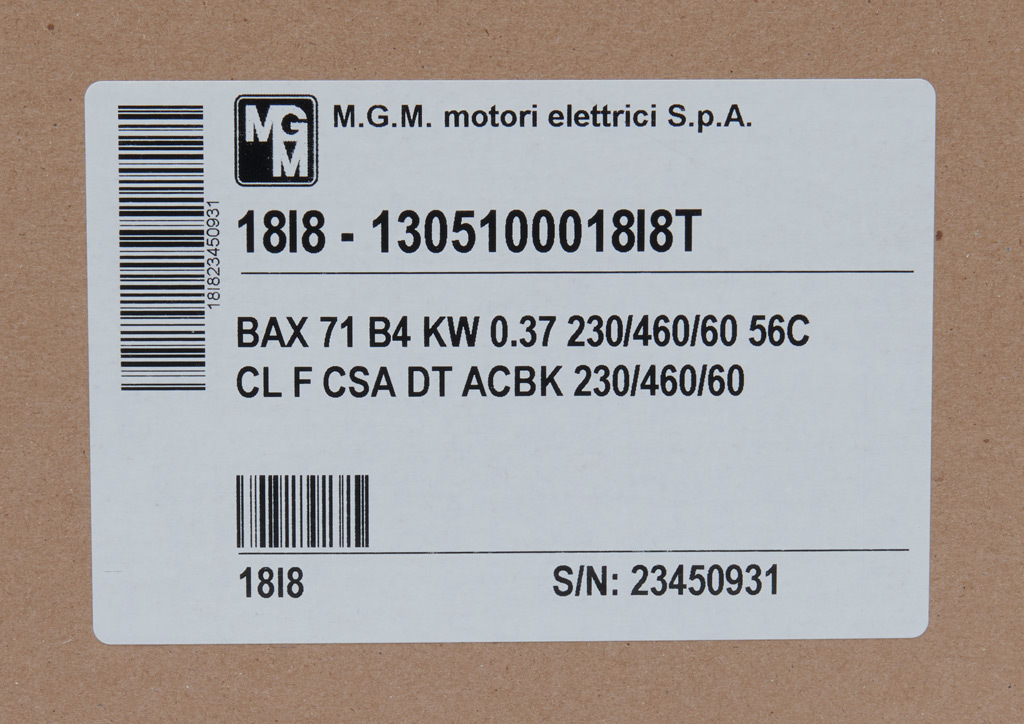 MGM
M.G.M. motori elettrici S.p.A.
18I8 - 1305100018I8T
18I823450931
BAX 71 B4 KW 0.37 230/460/60 56C
CL F CSA DT ACBK 230/460/60
18I8
S/N: 23450931